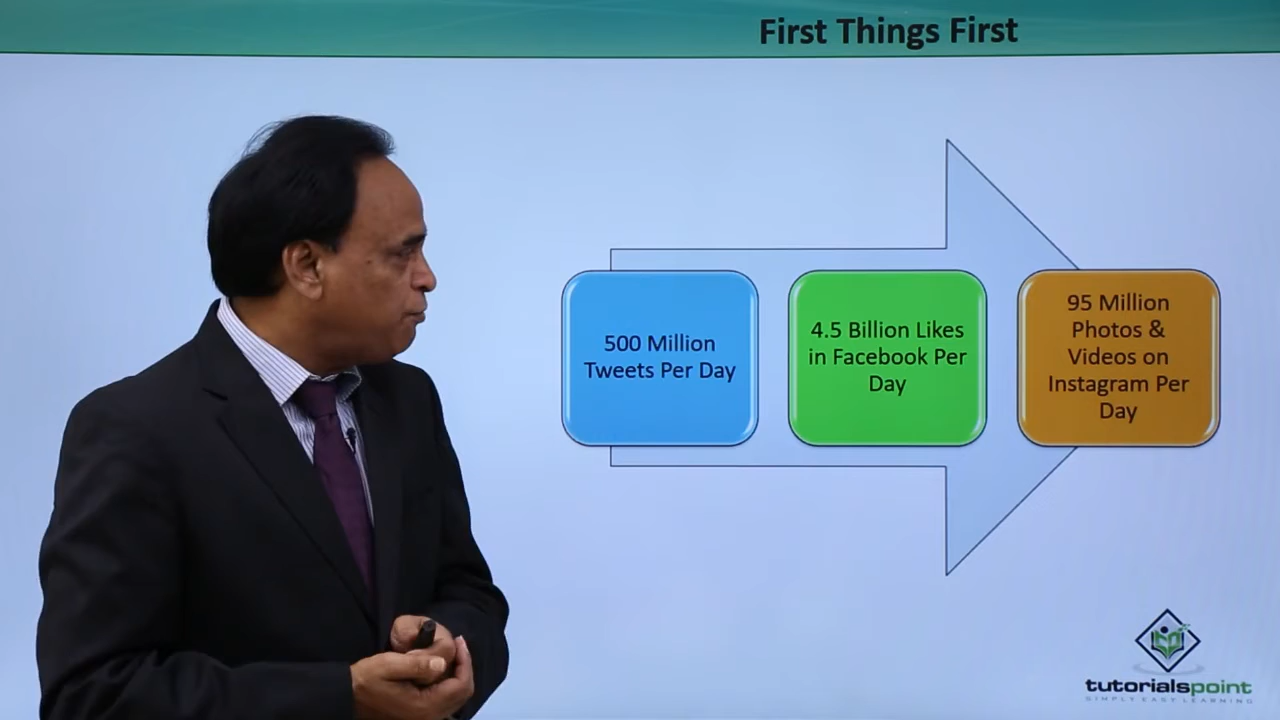 First Things First
500 Million
Tweets Per Day
4.5 Billion Likes
in Facebook Per
Day
95 Million
Photos &
Videos on
Instagram Per
Day
tutorialspoint
SIMPLY EASY LEARNING